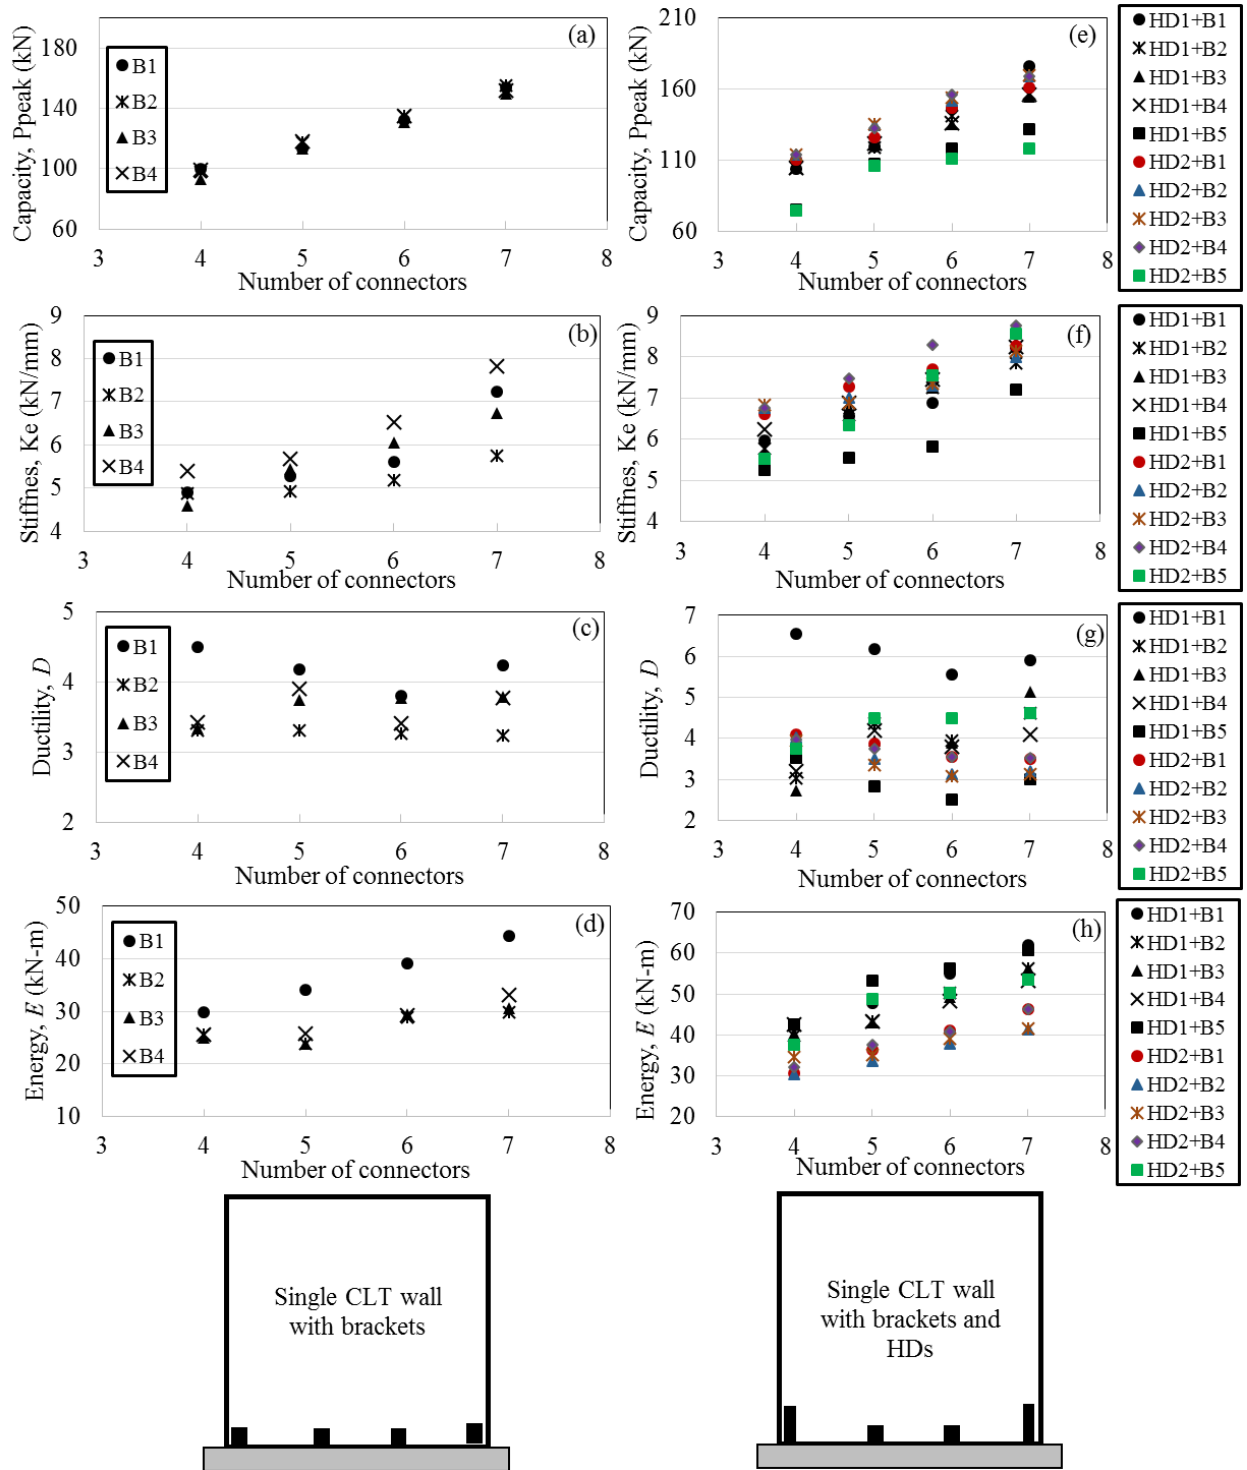 (a)
Capacity, Ppeak (kN)
180
140
100
60
B1
B2
B3
B4
3 4 5 6 7 8
Number of connectors
(e)
Capacity, Ppeak (kN)
210
160
110
60
3 4 5 6 7 8
Number of connectors
HD1+B1
HD1+B2
HD1+B3
HD1+B4
HD1+B5
HD2+B1
HD2+B2
HD2+B3
HD2+B4
HD2+B5
(b)
Stiffnes, Ke (kN/mm)
9
8
7
6
5
4
B1
B2
B3
B4
3 4 5 6 7 8
Number of connectors
(f)
Stiffnes, Ke (kN/mm)
9
8
7
6
5
4
3 4 5 6 7 8
Number of connectors
HD1+B1
HD1+B2
HD1+B3
HD1+B4
HD1+B5
HD2+B1
HD2+B2
HD2+B3
HD2+B4
HD2+B5
(c)
Ductility, D
5
4
3
2
B1
B2
B3
B4
3 4 5 6 7 8
Number of connectors
(g)
Ductility, D
7
6
5
4
3
2
3 4 5 6 7 8
Number of connectors
HD1+B1
HD1+B2
HD1+B3
HD1+B4
HD1+B5
HD2+B1
HD2+B2
HD2+B3
HD2+B4
HD2+B5
(d)
Energy, E (kN-m)
50
40
30
20
10
B1
B2
B3
B4
3 4 5 6 7 8
Number of connectors
(h)
Energy, E (kN-m)
70
60
50
40
30
20
3 4 5 6 7 8
Number of connectors
HD1+B1
HD1+B2
HD1+B3
HD1+B4
HD1+B5
HD2+B1
HD2+B2
HD2+B3
HD2+B4
HD2+B5
Single CLT wall
with brackets
Single CLT wall
with brackets and
HDs